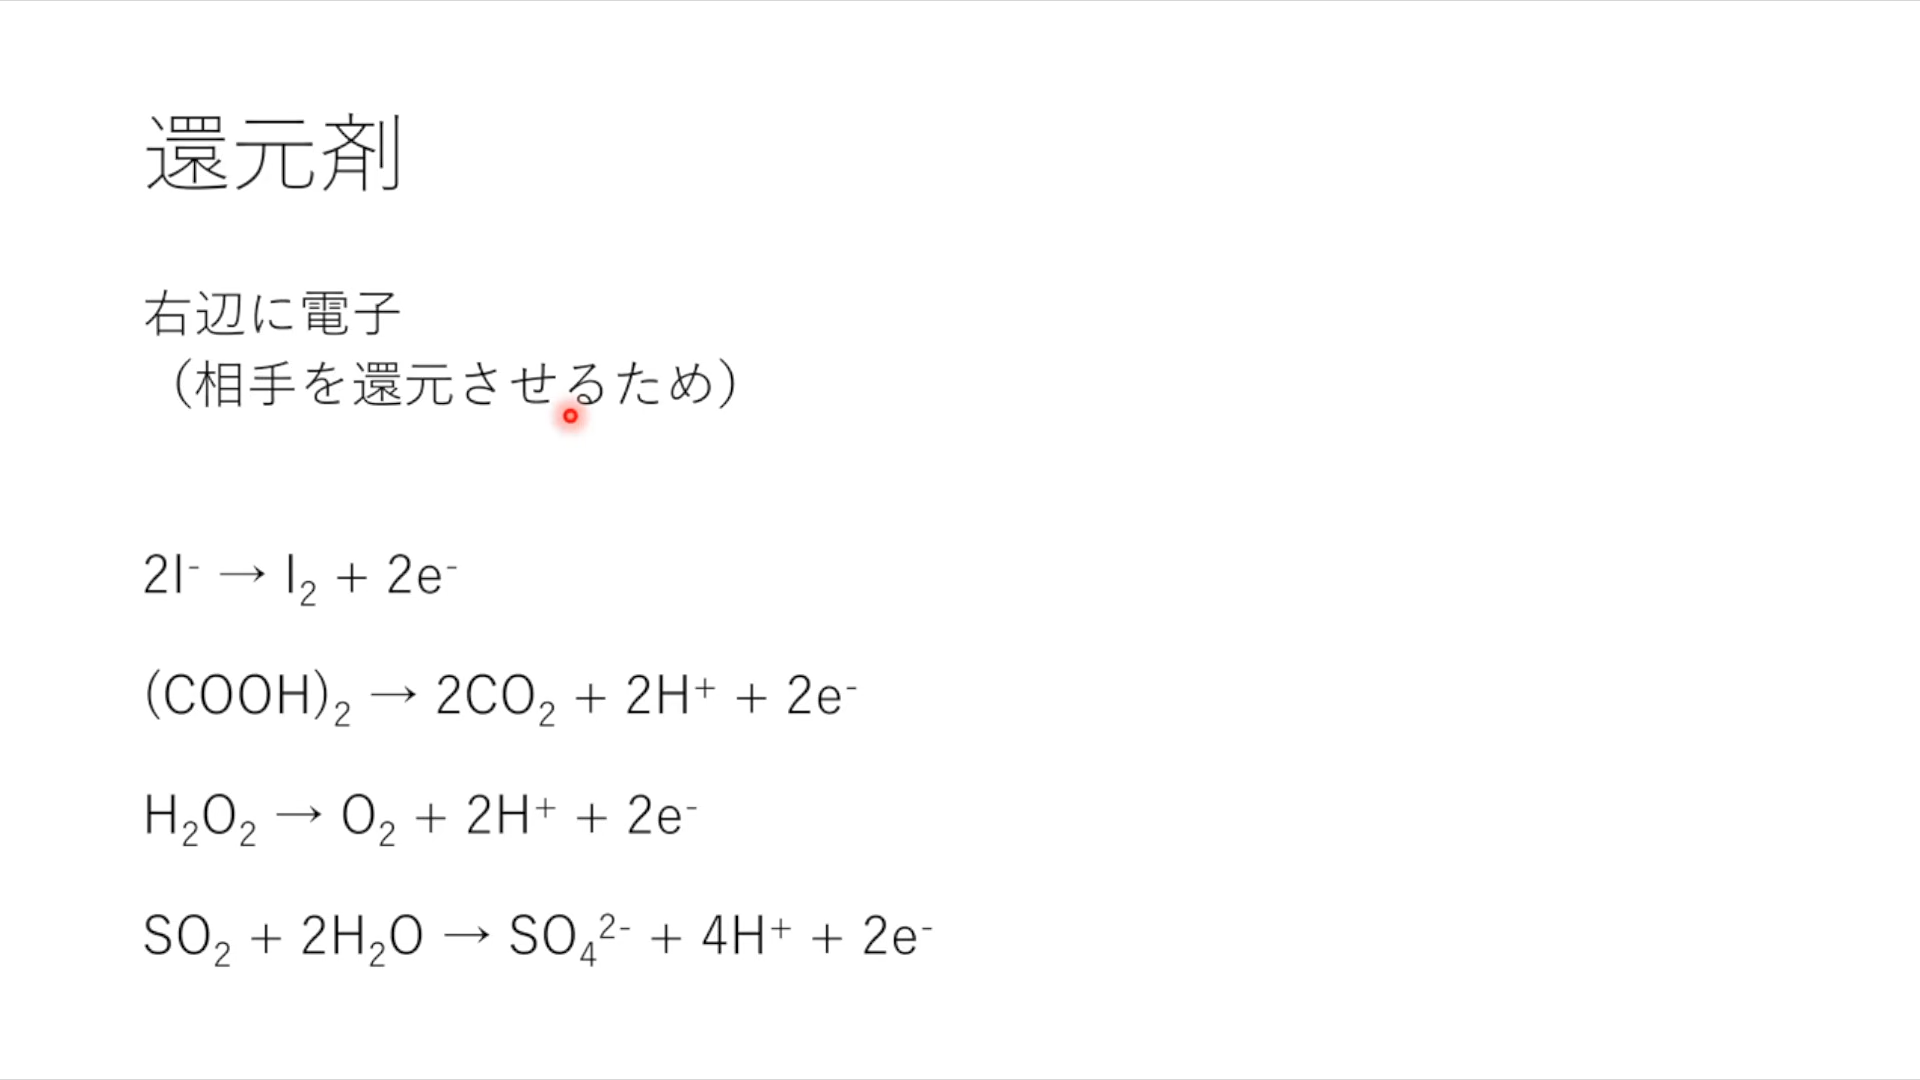 還元剤
右辺に電子
（相手を還元させるため）
2I⁻ → I₂ + 2e⁻
(COOH)₂ → 2CO₂ + 2H⁺ + 2e⁻
H₂O₂ → O₂ + 2H⁺ + 2e⁻
SO₂ + 2H₂O → SO₄²⁻ + 4H⁺ + 2e⁻